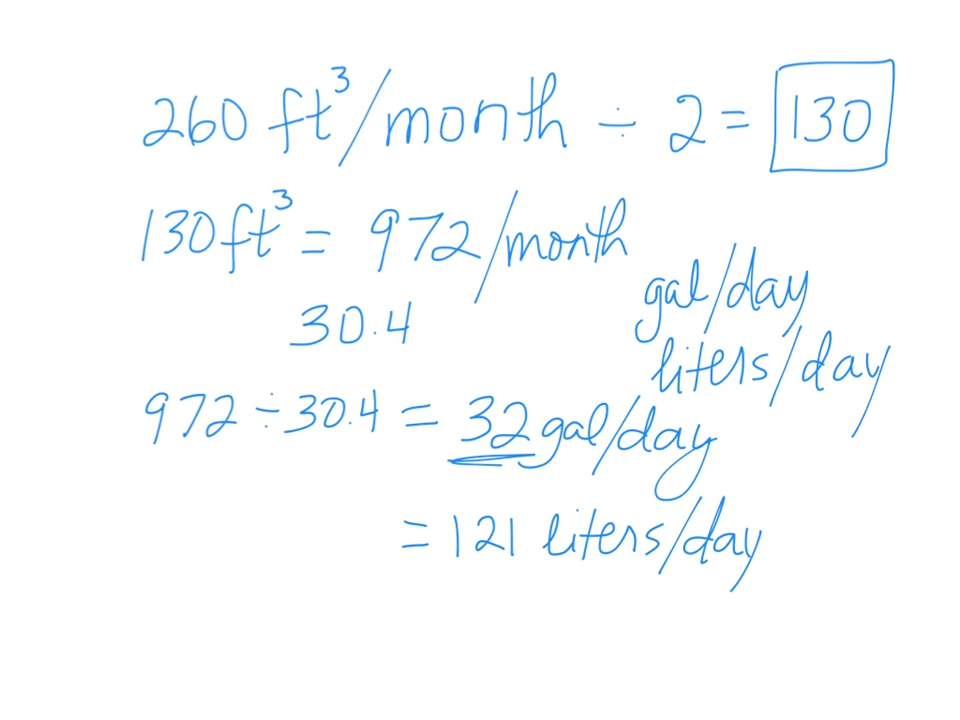 260 ft³/month ÷ 2 = 130
130 ft³ = 972/month
30.4
gal/day
liters/day
972 ÷ 30.4 = 32 gal/day
= 121 liters/day